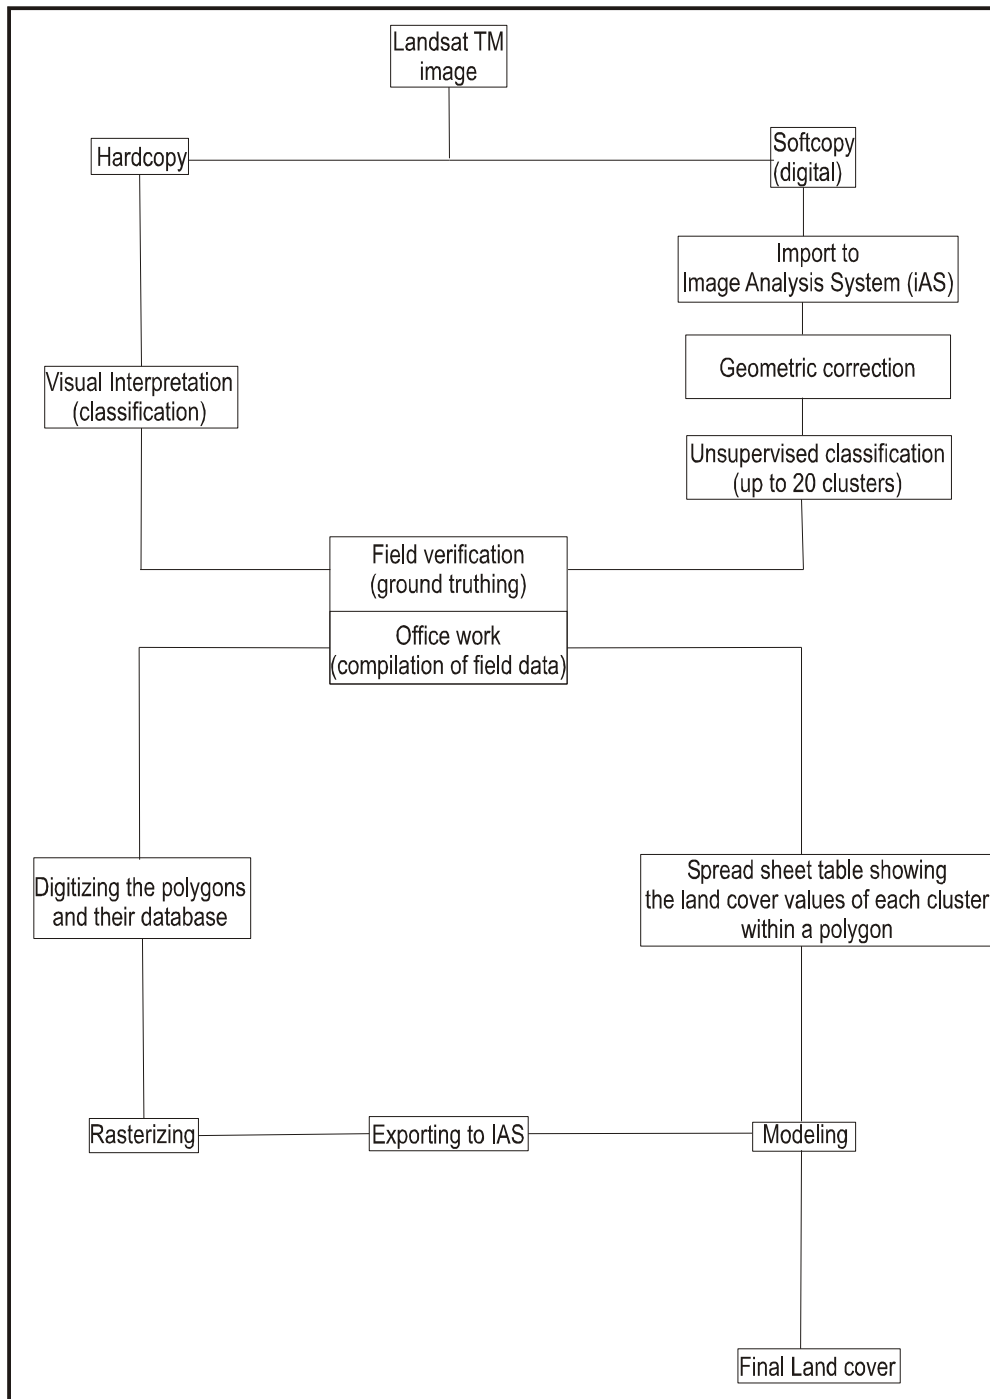 Landsat TM
image
Hardcopy
Softcopy
(digital)
Import to
Image Analysis System (iAS)
Geometric correction
Visual Interpretation
(classification)
Unsupervised classification
(up to 20 clusters)
Field verification
(ground truthing)
Office work
(compilation of field data)
Digitizing the polygons
and their database
Spread sheet table showing
the land cover values of each cluster
within a polygon
Rasterizing
Exporting to IAS
Modeling
Final Land cover